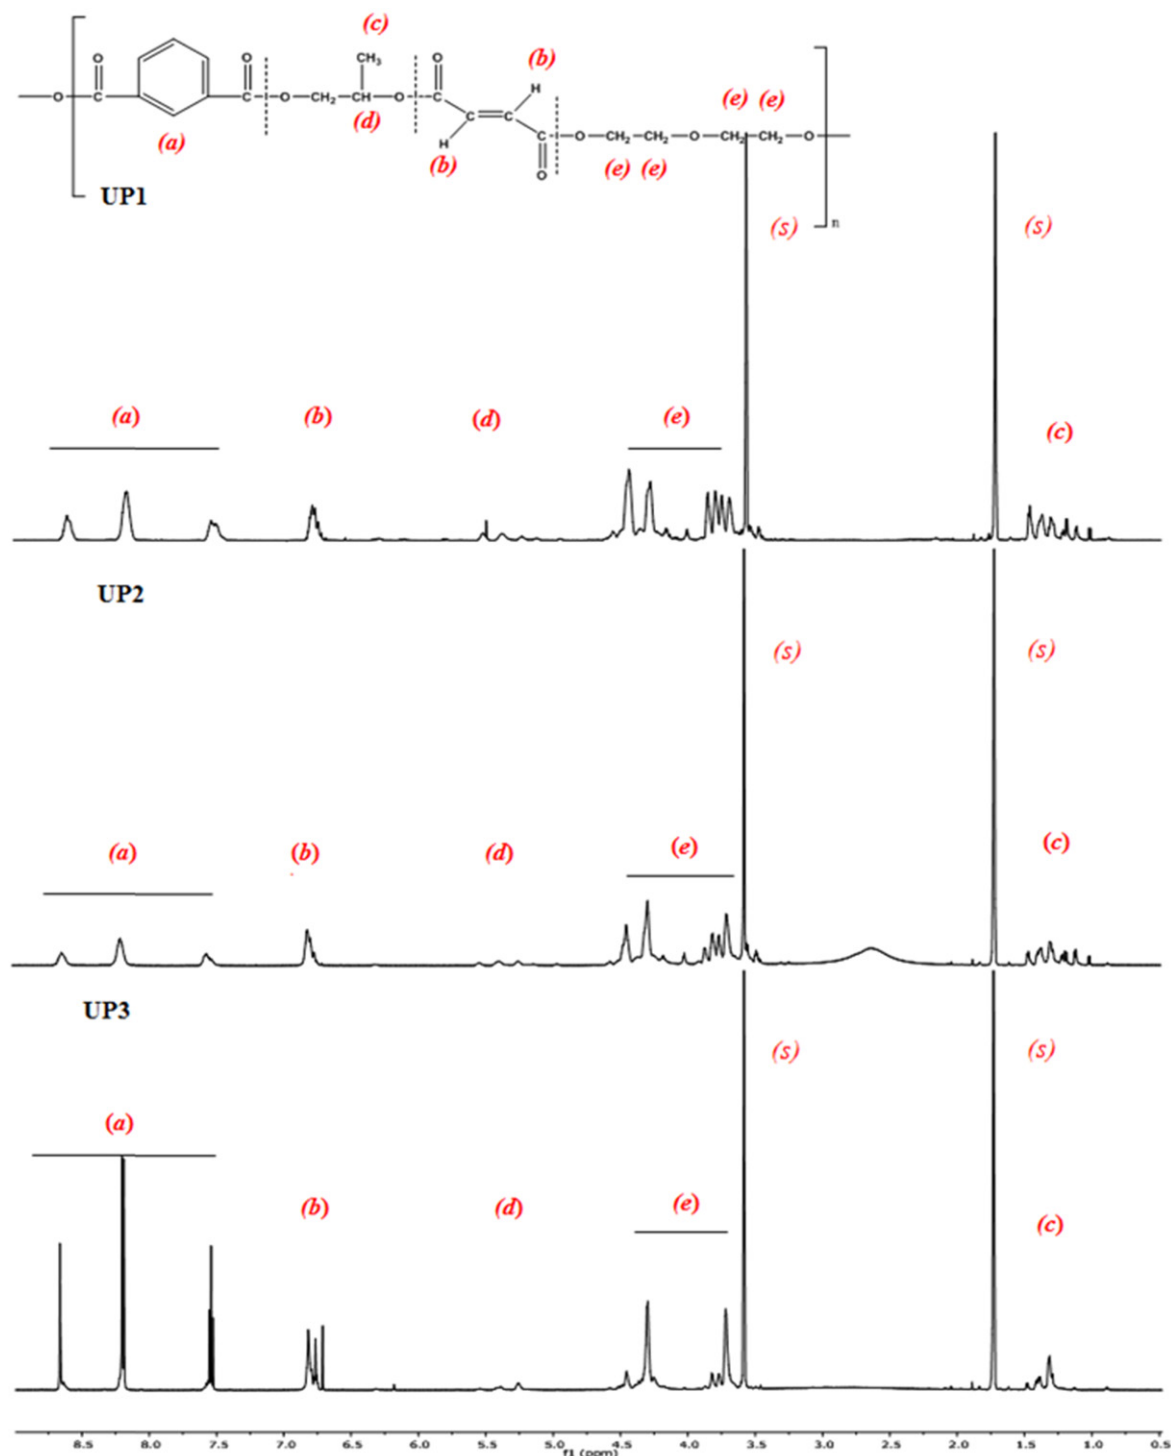 (c)
CH3
(b)
O O O H
O C C O CH2 CH O C (e) (e)
(a) (d) C C
H C O CH2 CH2 O CH2 CH2 O
(b) O (e) (e)
UP1
n
(s) (s)
(a) (b) (d) (e) (c)
UP2
(s) (s)
(a) (b) (d) (e) (c)
UP3
(s) (s)
(a)
(b) (d) (e) (c)
8.5 8.0 7.5 7.0 6.5 6.0 5.5 5.0 4.5 4.0 3.5 3.0 2.5 2.0 1.5 1.0 0.5
f1 (ppm)